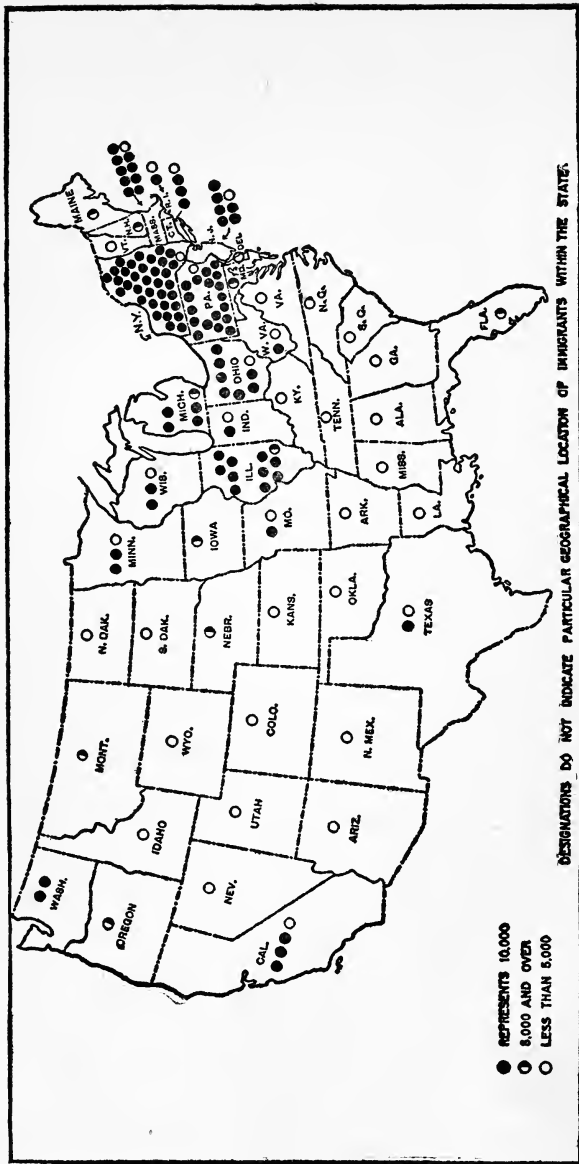 WASH.
OREGON
CAL.
NEV.
IDAHO
MONT.
WYO.
UTAH
ARIZ.
COLO.
N. MEX.
N. DAK.
S. DAK.
NEBR.
KANS.
OKLA.
TEXAS
MINN.
IOWA
MO.
ARK.
LA.
WIS.
ILL.
MICH.
IND.
OHIO
KY.
TENN.
MISS.
ALA.
GA.
FLA.
S.C.
N.C.
VA.
W. VA.
PA.
N.Y.
N.J.
DEL.
MD.
VT.
N.H.
MAINE
MASS.
CT.
R.I.
● REPRESENTS 10,000
◑ 5,000 AND OVER
○ LESS THAN 5,000
DESIGNATIONS DO NOT INDICATE PARTICULAR GEOGRAPHICAL LOCATION OF IMMIGRANTS WITHIN THE STATE.